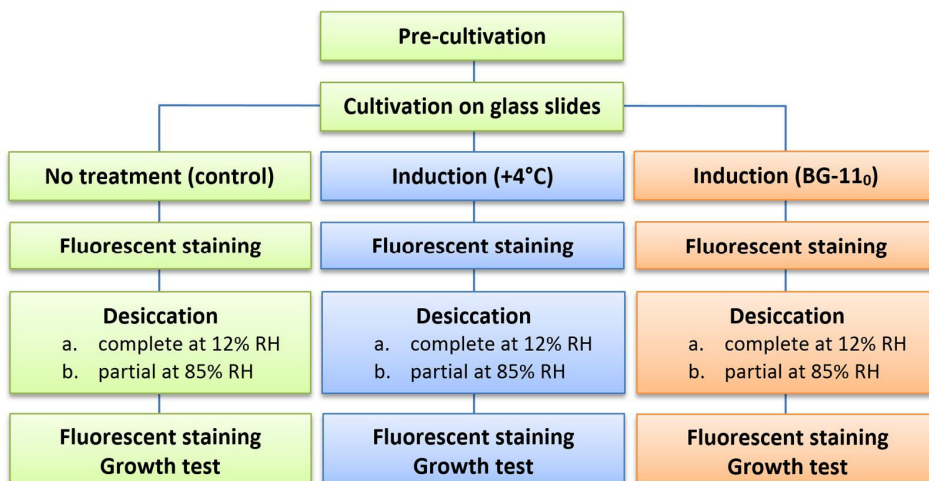 Pre-cultivation
Cultivation on glass slides
No treatment (control)
Induction (+4°C)
Induction (BG-11₀)
Fluorescent staining
Fluorescent staining
Fluorescent staining
Desiccation
a. complete at 12% RH
b. partial at 85% RH
Desiccation
a. complete at 12% RH
b. partial at 85% RH
Desiccation
a. complete at 12% RH
b. partial at 85% RH
Fluorescent staining
Growth test
Fluorescent staining
Growth test
Fluorescent staining
Growth test